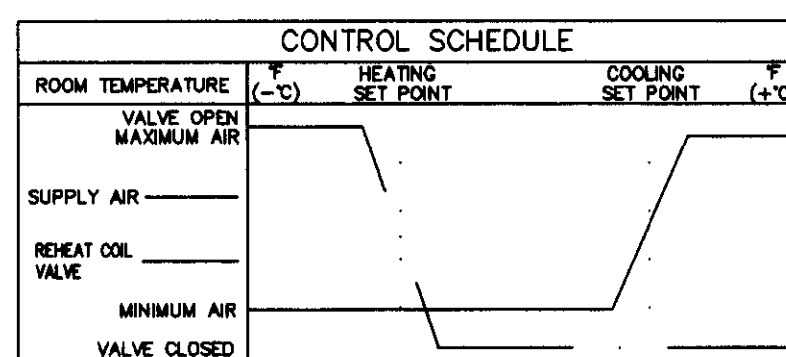 CONTROL SCHEDULE
ROOM TEMPERATURE
°F
(-°C)
HEATING
SET POINT
COOLING
SET POINT
°F
(+°C
VALVE OPEN
MAXIMUM AIR
SUPPLY AIR
REHEAT COIL
VALVE
MINIMUM AIR
VALVE CLOSED